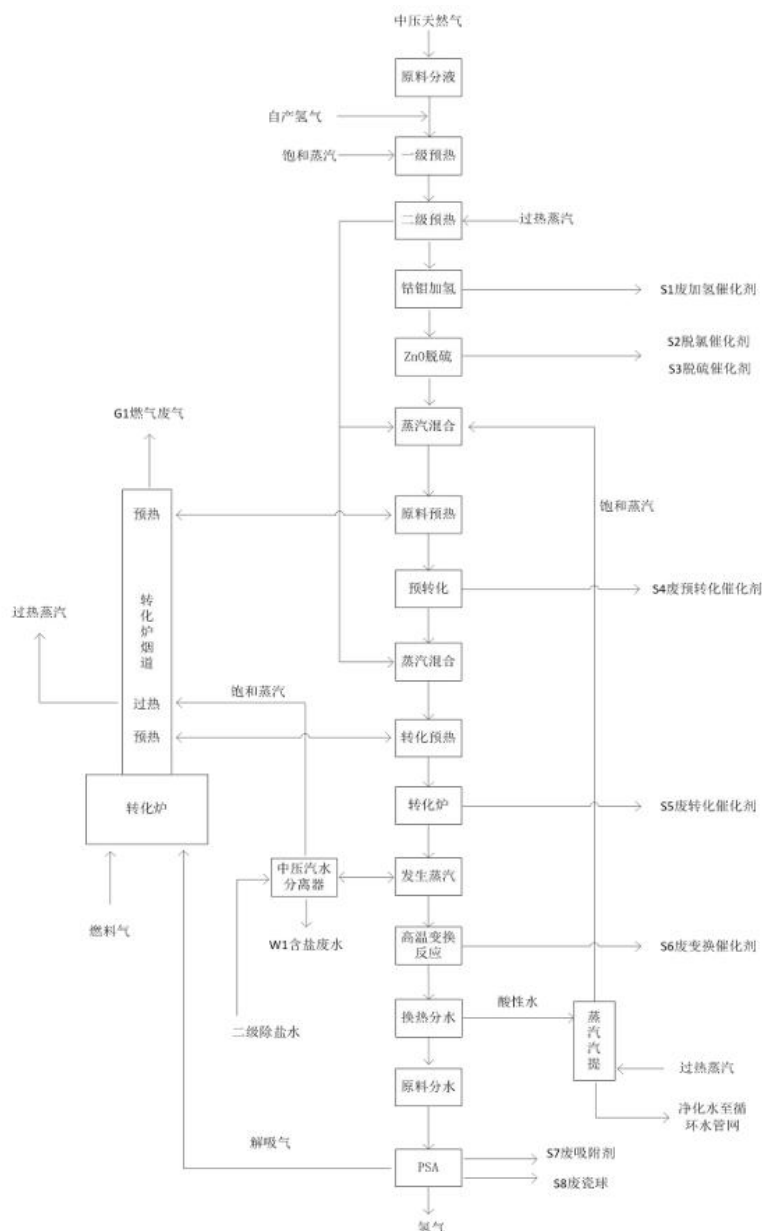 中压天然气
原料分液
自产氢气
饱和蒸汽
一级预热
二级预热
过热蒸汽
钴钼加氢
S1废加氢催化剂
ZnO脱硫
S2脱氯催化剂
S3脱硫催化剂
G1燃气废气
蒸汽混合
预热
原料预热
饱和蒸汽
预转化
S4废预转化催化剂
转化炉烟道
过热蒸汽
蒸汽混合
饱和蒸汽
过热
预热
转化预热
转化炉
转化炉
S5废转化催化剂
中压汽水
分离器
发生蒸汽
燃料气
W1含盐废水
高温变换
反应
S6废变换催化剂
二级除盐水
换热分水
酸性水
蒸汽汽提
过热蒸汽
原料分水
净化水至循
环水管网
解吸气
PSA
S7废吸附剂
S8废瓷球
氢气